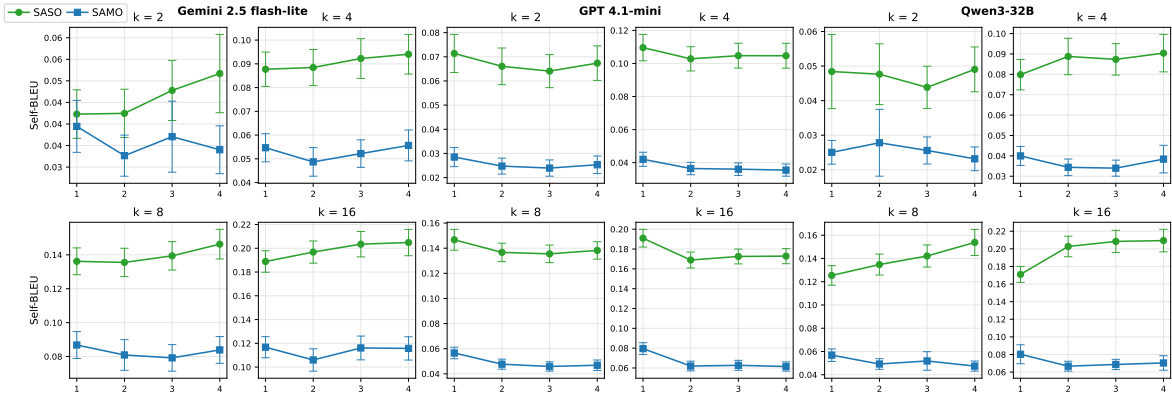 SASO SAMO
Gemini 2.5 flash-lite
GPT 4.1-mini
Qwen3-32B
k = 2
k = 4
k = 2
k = 4
k = 2
k = 4
Self-BLEU
0.06
0.06
0.05
0.05
0.04
0.04
0.03
1 2 3 4
0.10
0.09
0.08
0.07
0.06
0.05
0.04
1 2 3 4
0.08
0.07
0.06
0.05
0.04
0.03
0.02
1 2 3 4
0.12
0.10
0.08
0.06
0.04
1 2 3 4
0.06
0.05
0.04
0.03
0.02
1 2 3 4
0.10
0.09
0.08
0.07
0.06
0.05
0.04
0.03
1 2 3 4
k = 8
k = 16
k = 8
k = 16
k = 8
k = 16
Self-BLEU
0.14
0.12
0.10
0.08
1 2 3 4
0.22
0.20
0.18
0.16
0.14
0.12
0.10
1 2 3 4
0.16
0.14
0.12
0.10
0.08
0.06
0.04
1 2 3 4
0.20
0.17
0.15
0.12
0.10
0.07
0.05
1 2 3 4
0.16
0.14
0.12
0.10
0.08
0.06
0.04
1 2 3 4
0.22
0.20
0.18
0.16
0.14
0.12
0.10
0.08
0.06
1 2 3 4